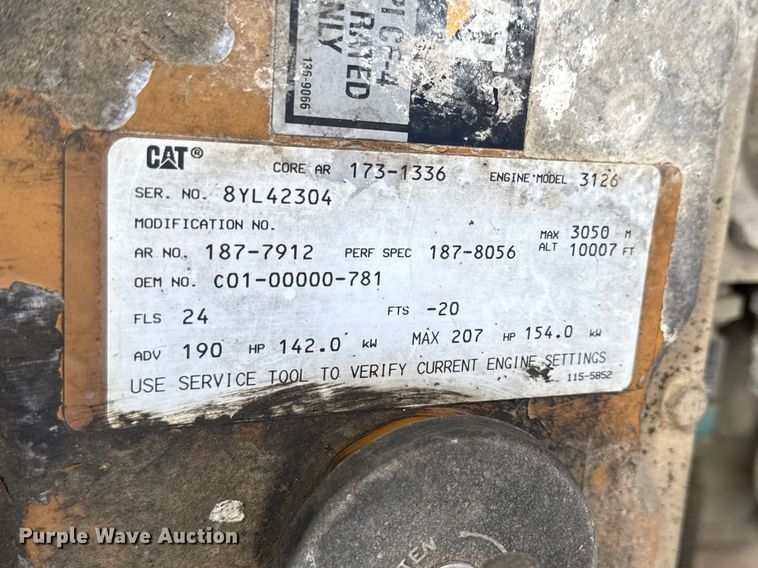 CF-4
RATED
ONLY
136-9066
CAT® CORE AR 173-1336 ENGINE MODEL 3126
SER. NO. 8YL42304
MODIFICATION NO.
AR NO. 187-7912 PERF SPEC 187-8056 MAX ALT 3050 M 10007 FT
OEM NO. C01-00000-781
FLS 24 FTS -20
ADV 190 HP 142.0 kW MAX 207 HP 154.0 kW
USE SERVICE TOOL TO VERIFY CURRENT ENGINE SETTINGS
115-5852
Purple Wave Auction